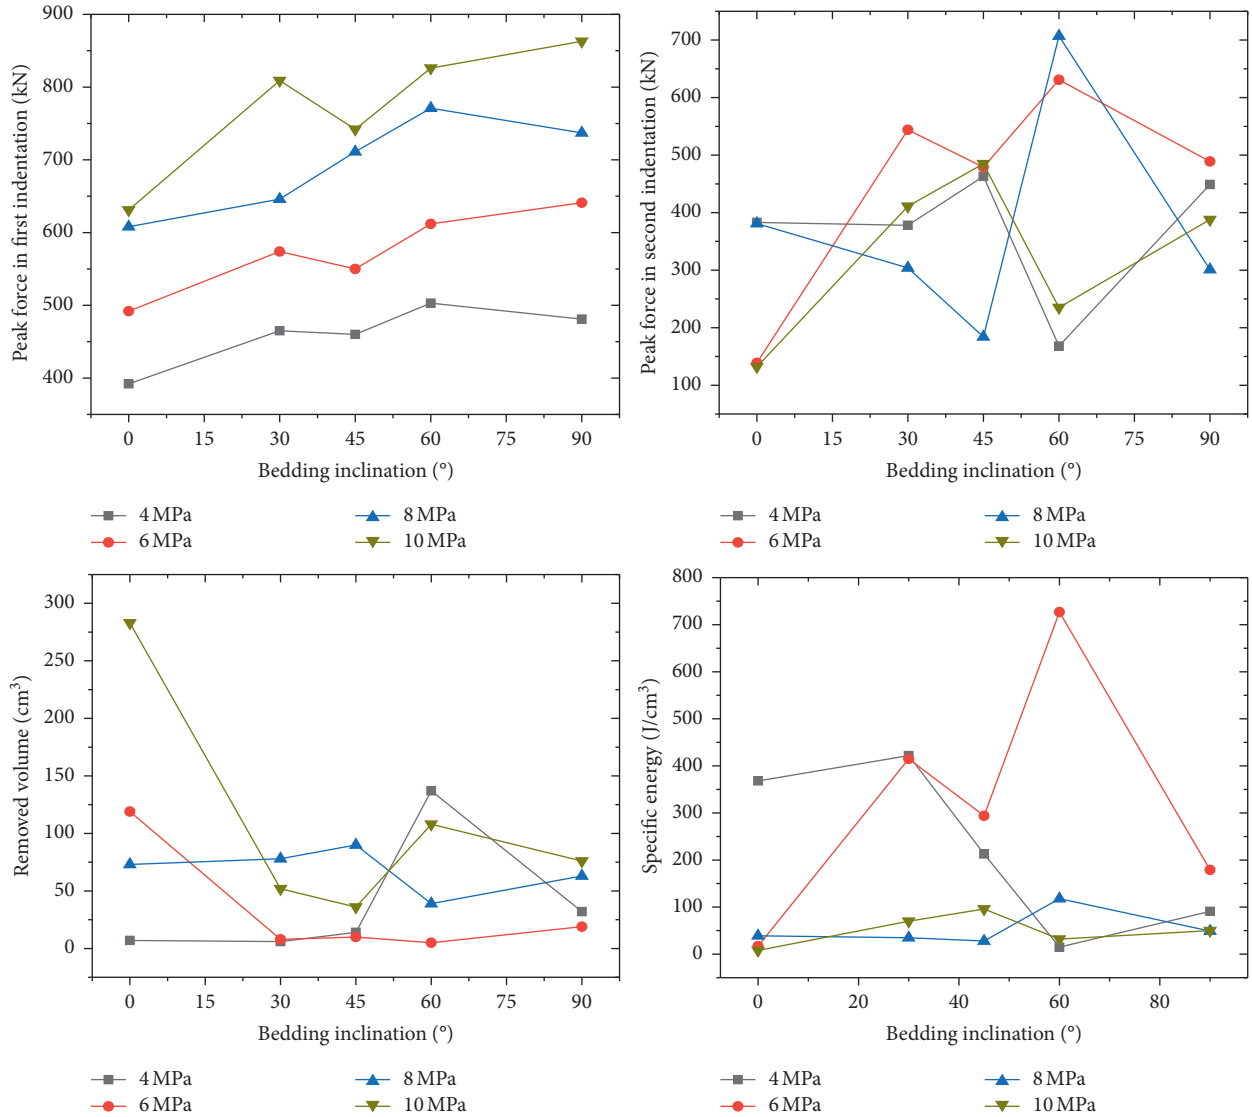 Peak force in first indentation (kN)
900
800
700
600
500
400
0 15 30 45 60 75 90
Bedding inclination (°)
4 MPa 8 MPa
6 MPa 10 MPa
Peak force in second indentation (kN)
700
600
500
400
300
200
100
0 15 30 45 60 75 90
Bedding inclination (°)
4 MPa 8 MPa
6 MPa 10 MPa
Removed volume (cm³)
300
250
200
150
100
50
0
0 15 30 45 60 75 90
Bedding inclination (°)
4 MPa 8 MPa
6 MPa 10 MPa
Specific energy (J/cm³)
800
700
600
500
400
300
200
100
0
0 20 40 60 80
Bedding inclination (°)
4 MPa 8 MPa
6 MPa 10 MPa